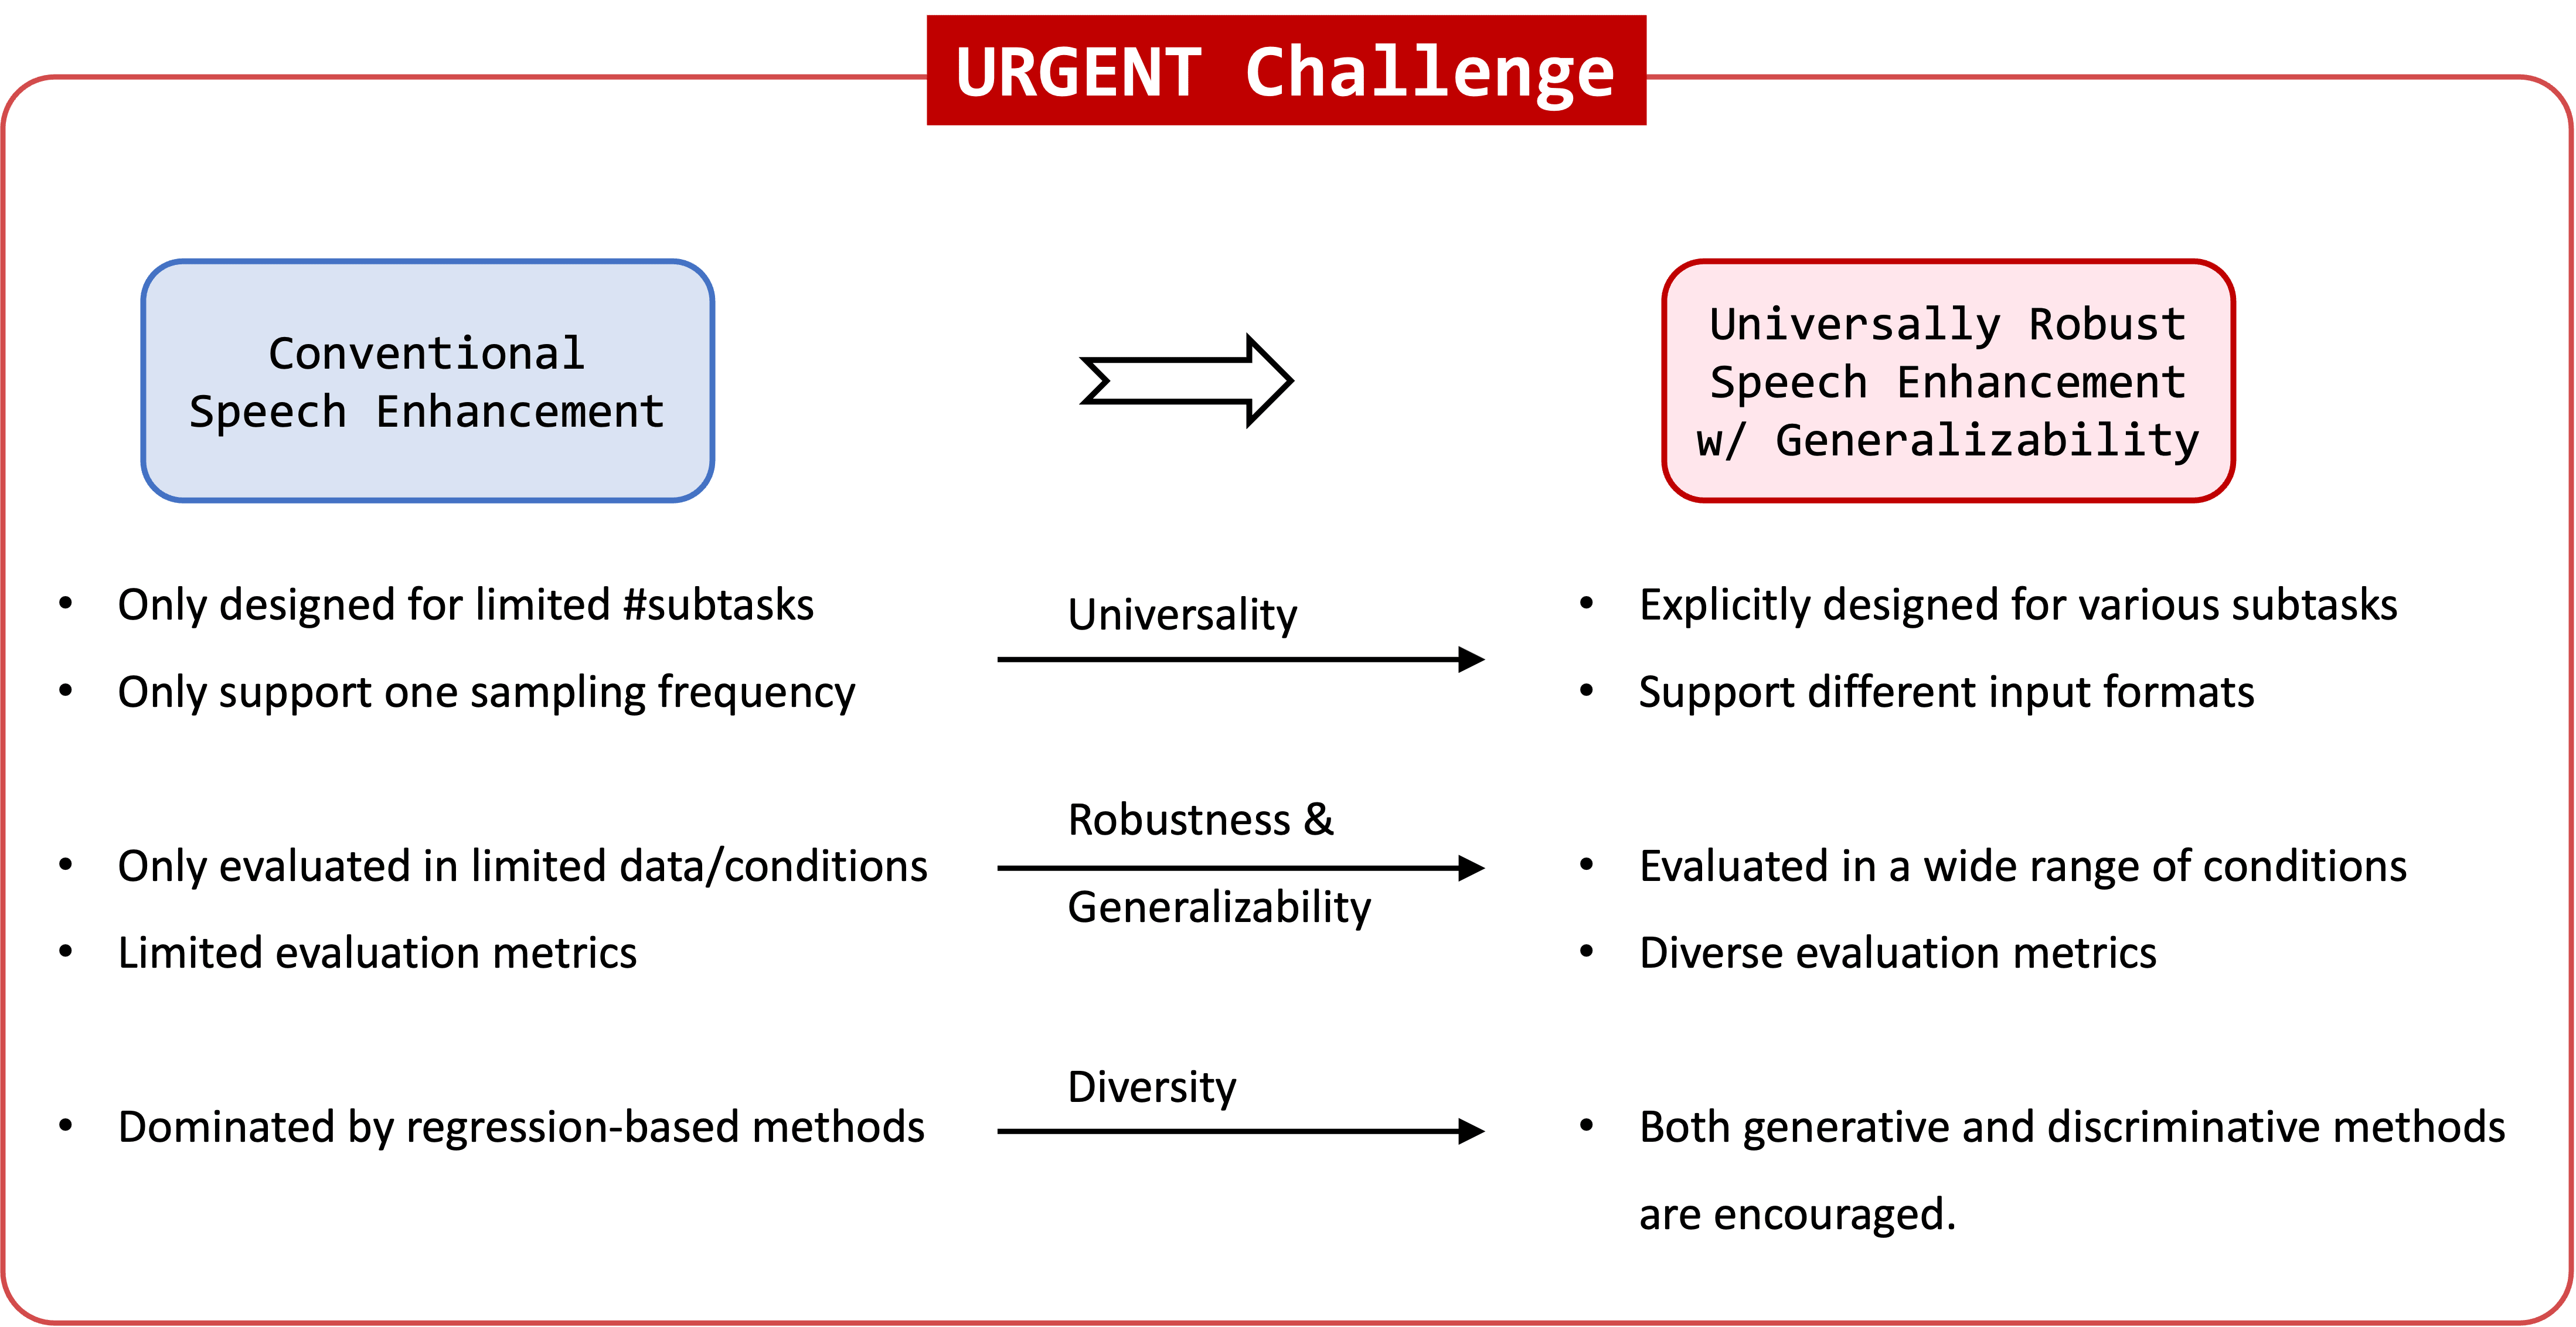 URGENT Challenge
Conventional
Speech Enhancement
Universally Robust
Speech Enhancement
w/ Generalizability
• Only designed for limited #subtasks
• Only support one sampling frequency
Universality
• Explicitly designed for various subtasks
• Support different input formats
• Only evaluated in limited data/conditions
• Limited evaluation metrics
Robustness &
Generalizability
• Evaluated in a wide range of conditions
• Diverse evaluation metrics
• Dominated by regression-based methods
Diversity
• Both generative and discriminative methods
are encouraged.